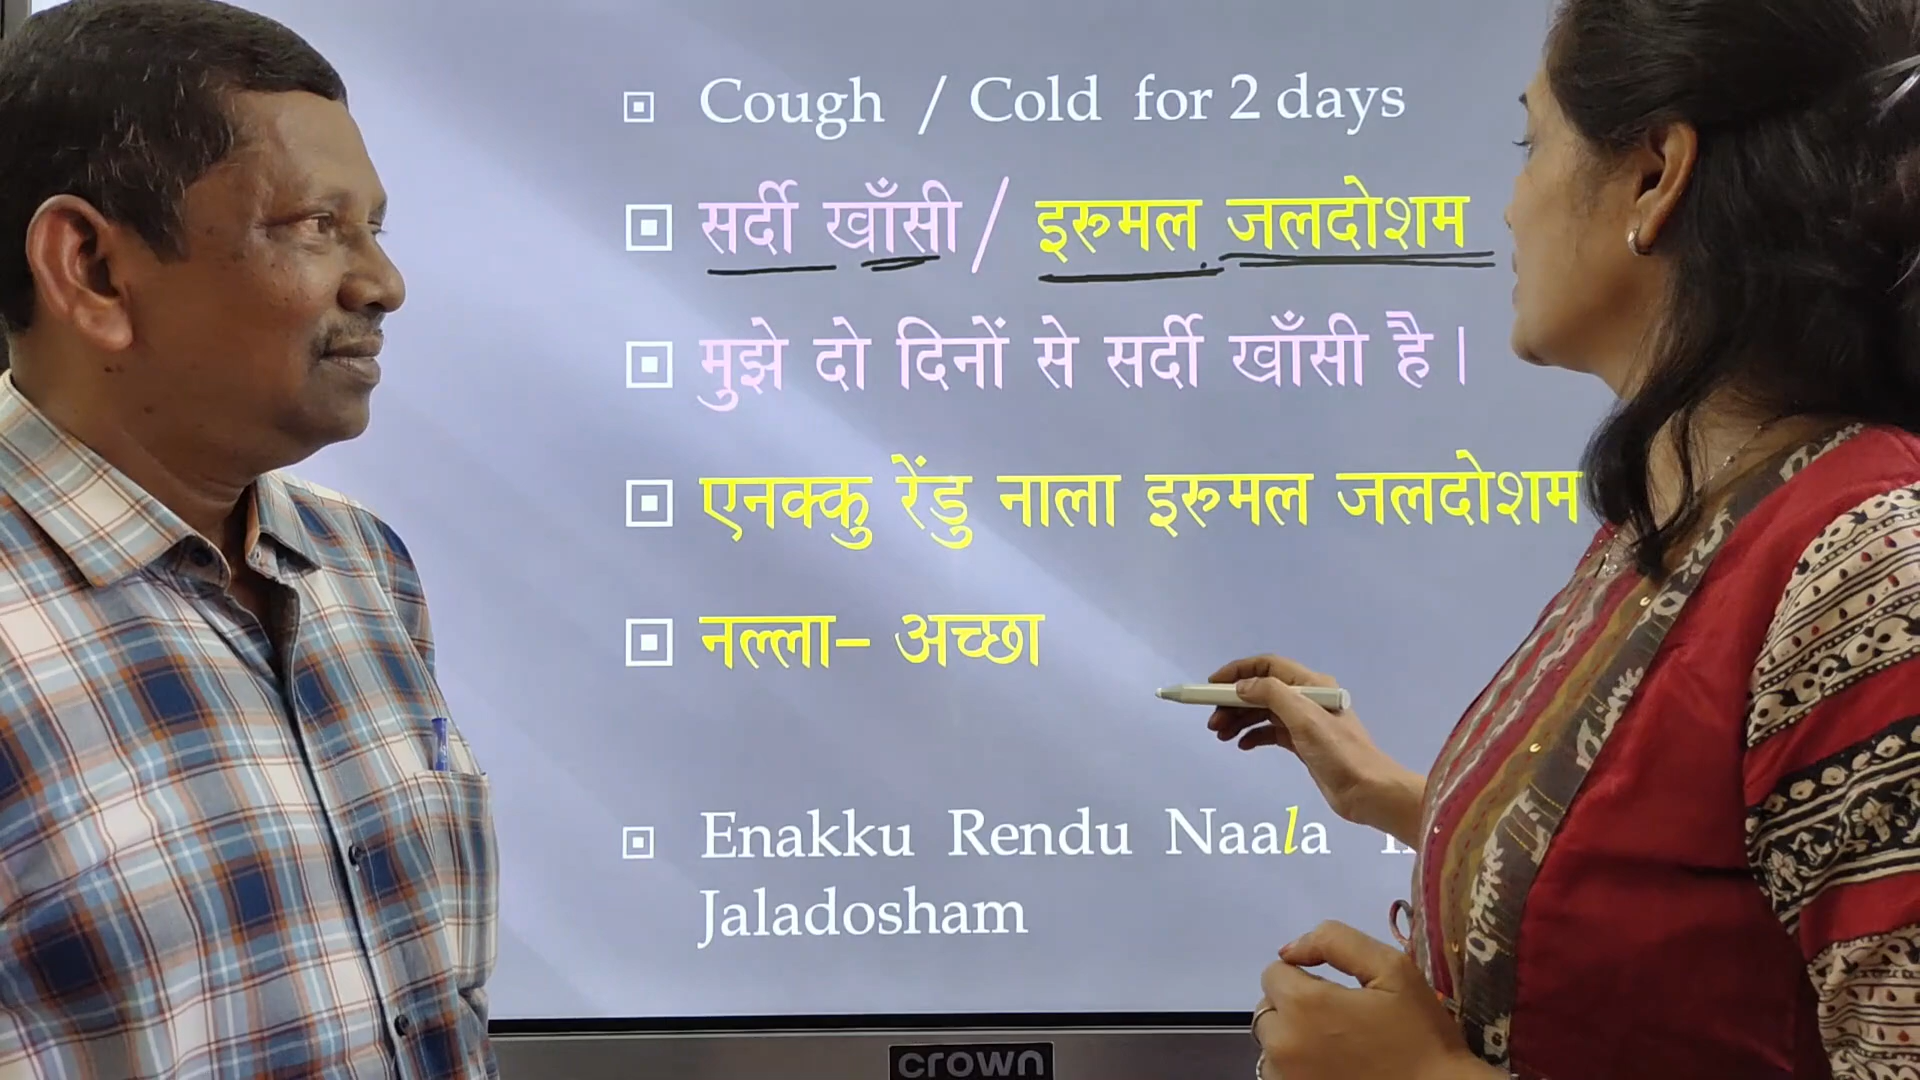 Cough / Cold for 2 days
सर्दी खाँसी / इरुमल जलदोशम
मुझे दो दिनों से सर्दी खाँसी है।
एनक्कु रेंडु नाला इरुमल जलदोशम
नल्ला– अच्छा
Enakku Rendu Naala
Jaladosham
crown